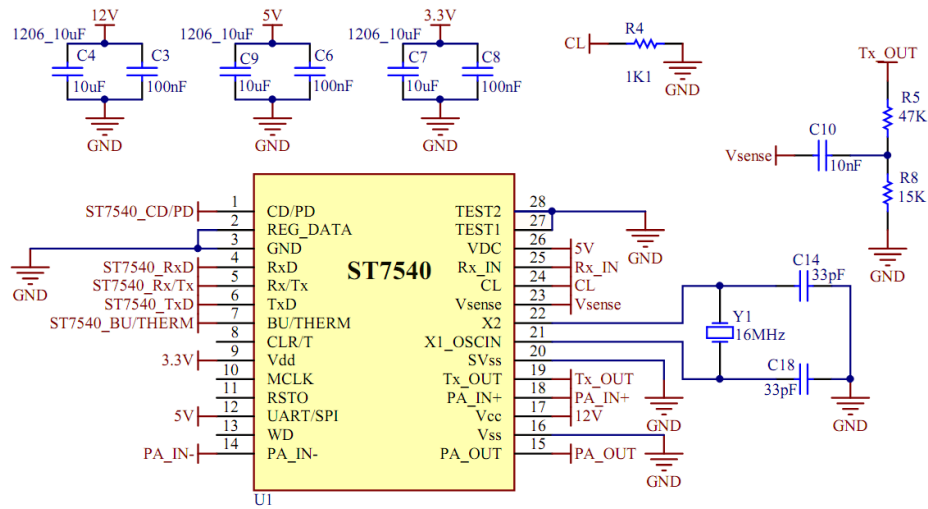 12V
5V
3.3V
1206_10uF
1206_10uF
1206_10uF
C4
C3
C9
C6
C7
C8
10uF
100nF
10uF
100nF
10uF
100nF
GND
GND
GND
CL
R4
1K1
GND
Tx_OUT
R5
47K
Vsense
C10
10nF
R8
15K
GND
ST7540
ST7540_CD/PD 1 CD/PD
2 REG_DATA
3 GND
GND
ST7540_RxD 4 RxD
ST7540_Rx/Tx 5 Rx/Tx
ST7540_TxD 6 TxD
ST7540_BU/THERM 7 BU/THERM
8 CLR/T
3.3V 9 Vdd
10 MCLK
11 RSTO
5V 12 UART/SPI
13 WD
PA_IN- 14 PA_IN-
TEST2 28
TEST1 27
GND
VDC 26 5V
Rx_IN 25 Rx_IN
CL 24 CL
Vsense 23 Vsense
X2 22
X1_OSCIN 21
SVss 20
Tx_OUT 19 Tx_OUT
PA_IN+ 18 PA_IN+
Vcc 17 12V
GND
Vss 16
PA_OUT 15 PA_OUT
GND
U1
C14
33pF
Y1
16MHz
C18
33pF
GND